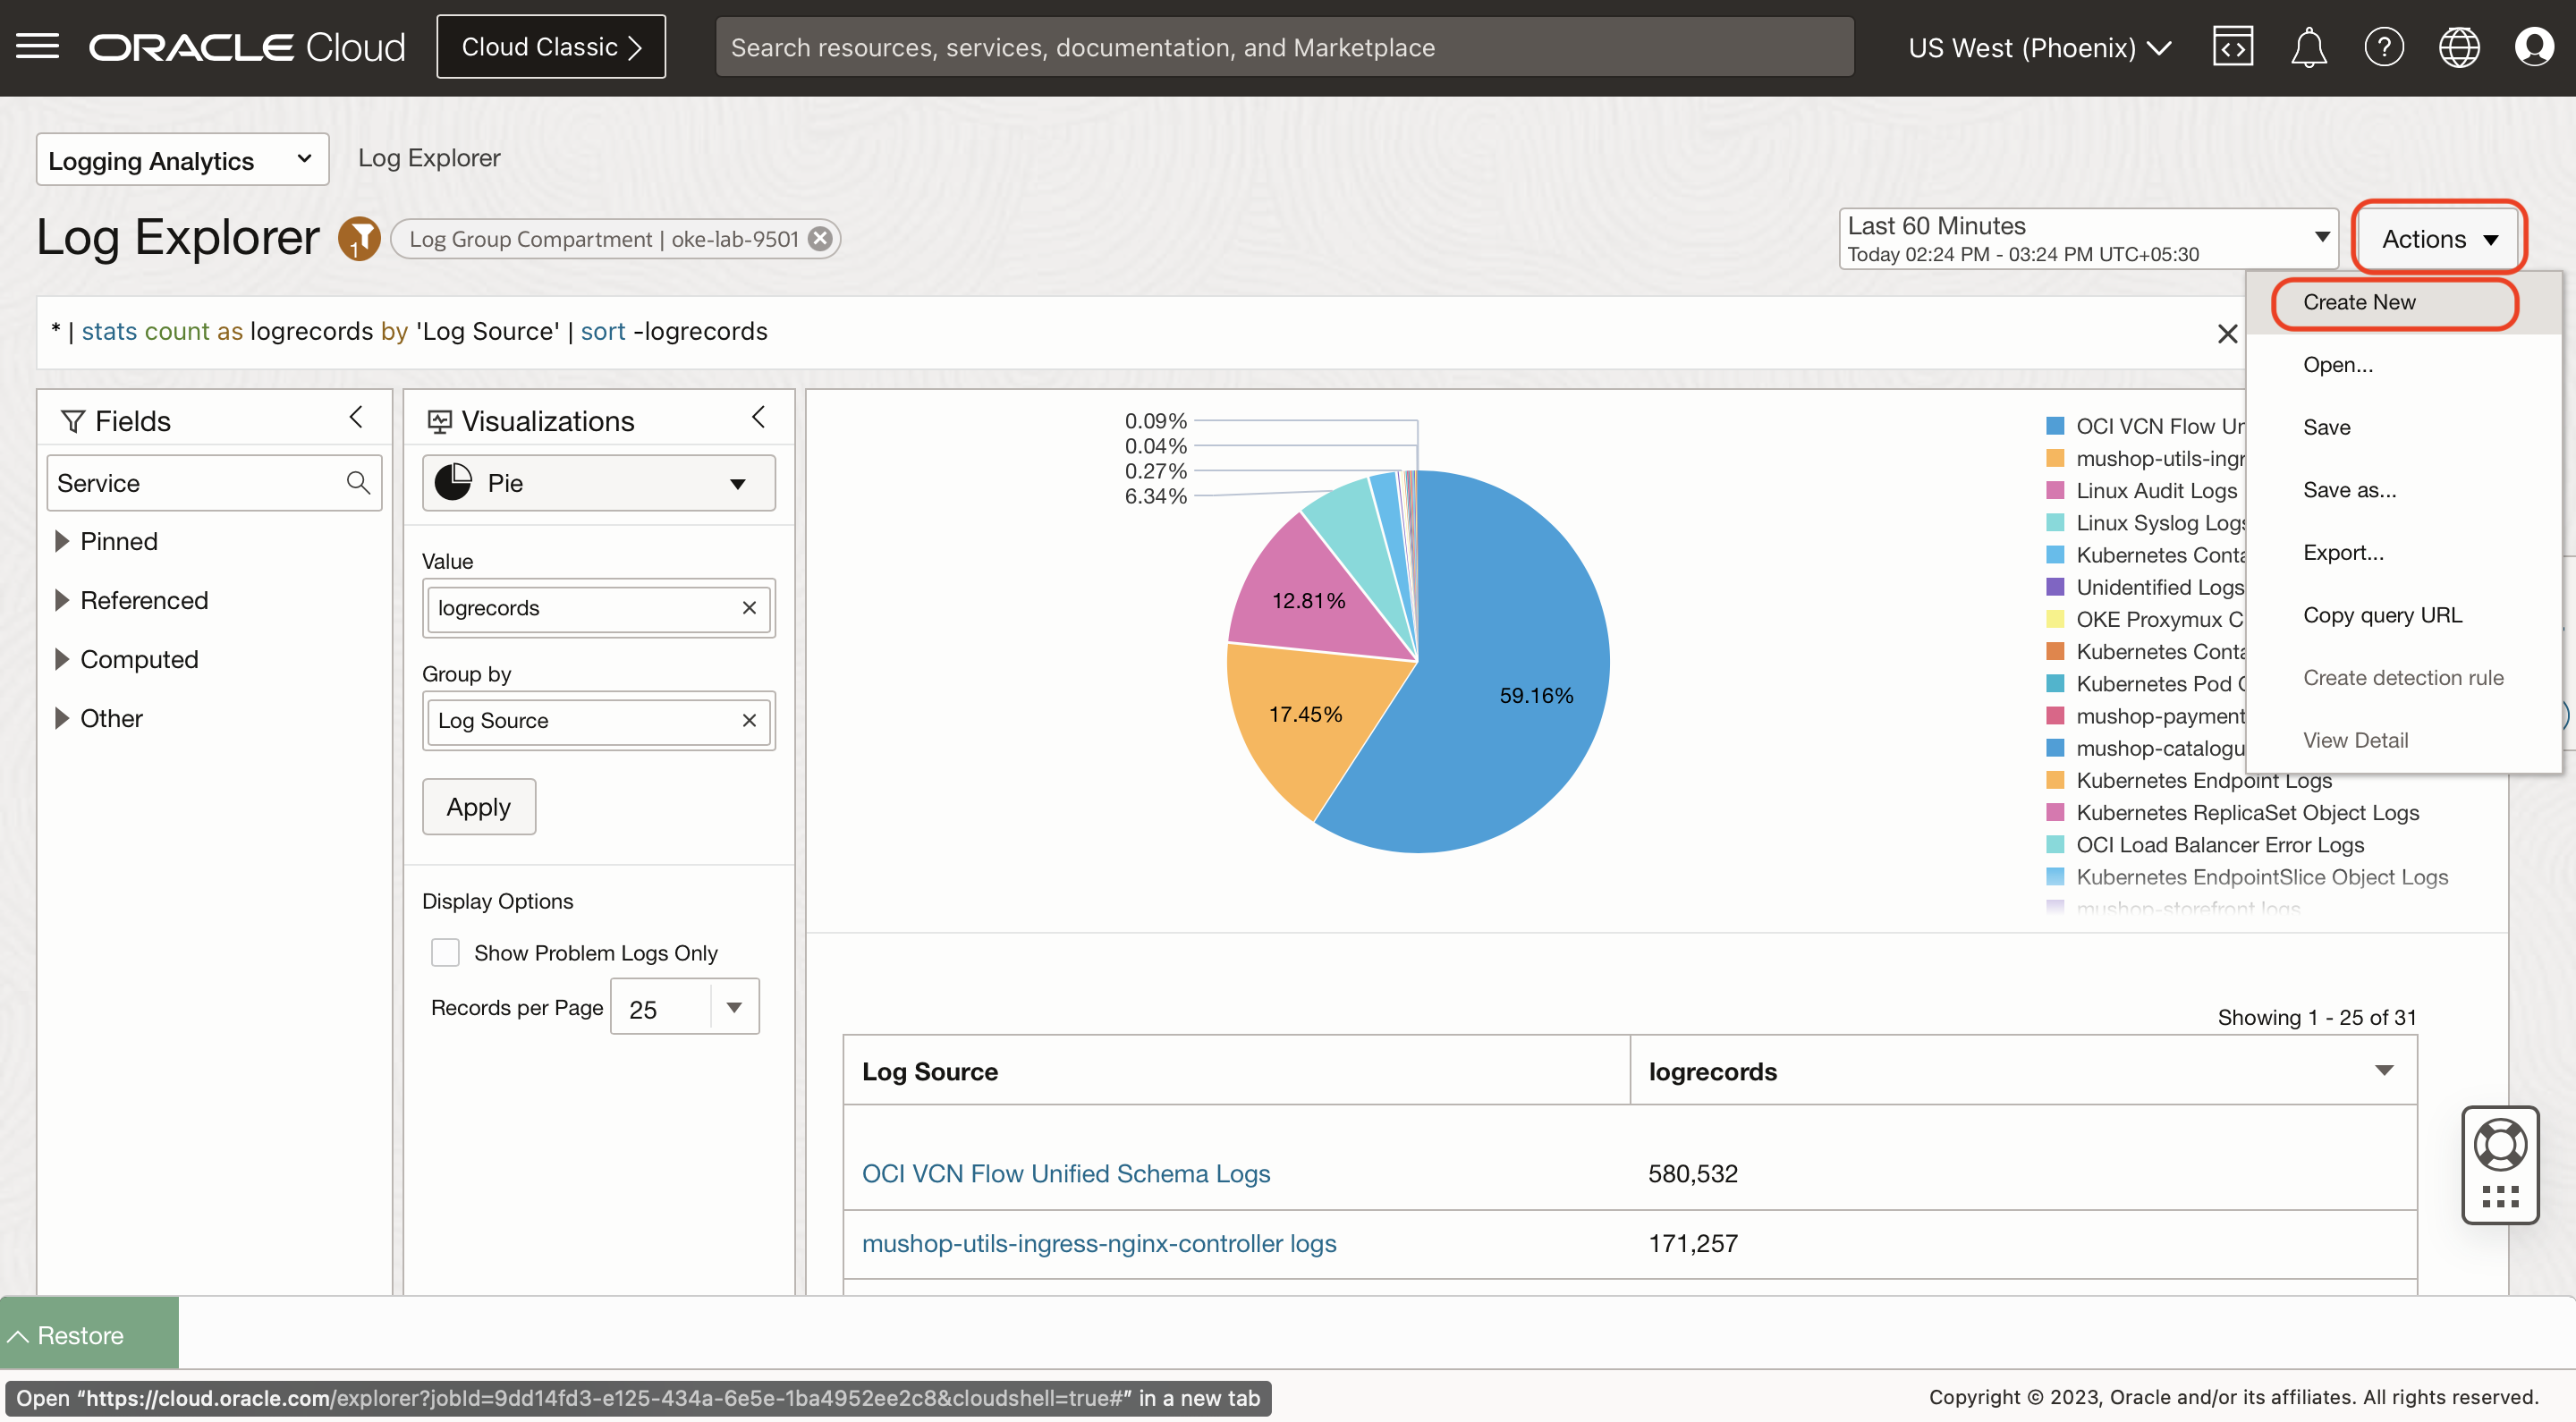 ORACLE Cloud
Cloud Classic
Search resources, services, documentation, and Marketplace
US West (Phoenix)
Logging Analytics
Log Explorer
Log Explorer
1
Log Group Compartment | oke-lab-9501
Last 60 Minutes
Today 02:24 PM - 03:24 PM UTC+05:30
Actions
* | stats count as logrecords by 'Log Source' | sort -logrecords
Create New
Open...
Save
Save as...
Export...
Copy query URL
Create detection rule
View Detail
Fields
Service
Pinned
Referenced
Computed
Other
Visualizations
Pie
Value
logrecords
Group by
Log Source
Apply
Display Options
Show Problem Logs Only
Records per Page
25
0.09%
0.04%
0.27%
6.34%
12.81%
17.45%
59.16%
OCI VCN Flow
mushop-utils-ingr
Linux Audit Logs
Linux Syslog Logs
Kubernetes Conta
Unidentified Logs
OKE Proxymux C
Kubernetes Conta
Kubernetes Pod
mushop-payment
mushop-catalogu
Kubernetes Endpoint Logs
Kubernetes ReplicaSet Object Logs
OCI Load Balancer Error Logs
Kubernetes EndpointSlice Object Logs
mushop-storefront logs
Showing 1 - 25 of 31
Log Source
logrecords
OCI VCN Flow Unified Schema Logs
580,532
mushop-utils-ingress-nginx-controller logs
171,257
Restore
Open “https://cloud.oracle.com/explorer?jobId=9dd14fd3-e125-434a-6e5e-1ba4952ee2c8&cloudshell=true#” in a new tab
Copyright © 2023, Oracle and/or its affiliates. All rights reserved.